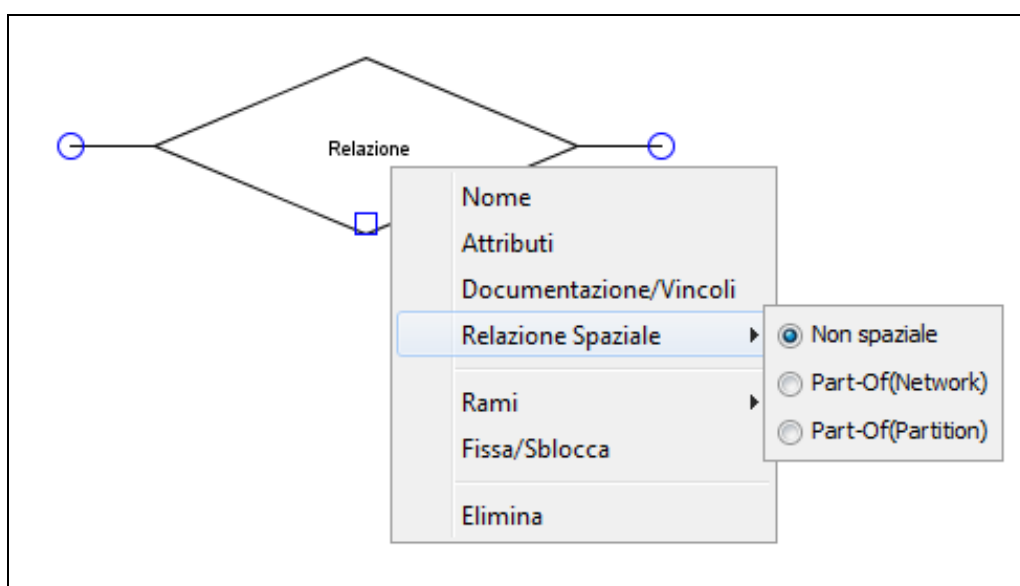 Relazione
Nome
Attributi
Documentazione/Vincoli
Relazione Spaziale
Non spaziale
Part-Of(Network)
Part-Of(Partition)
Rami
Fissa/Sblocca
Elimina